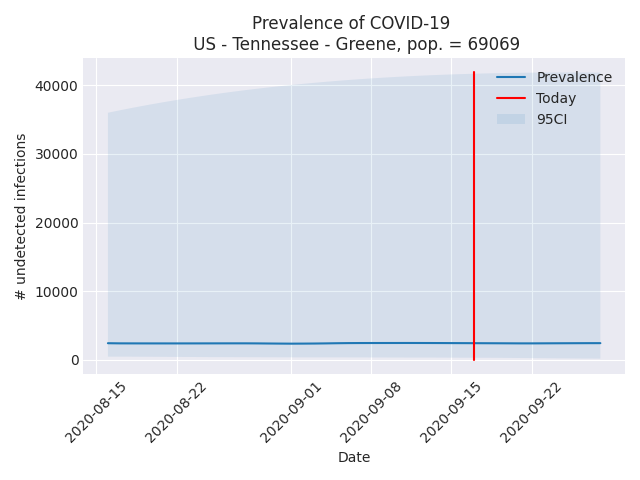 Prevalence of COVID-19
US - Tennessee - Greene, pop. = 69069
Prevalence
Today
95CI
40000
30000
20000
10000
0
# undetected infections
2020-08-15
2020-08-22
2020-09-01
2020-09-08
2020-09-15
2020-09-22
Date